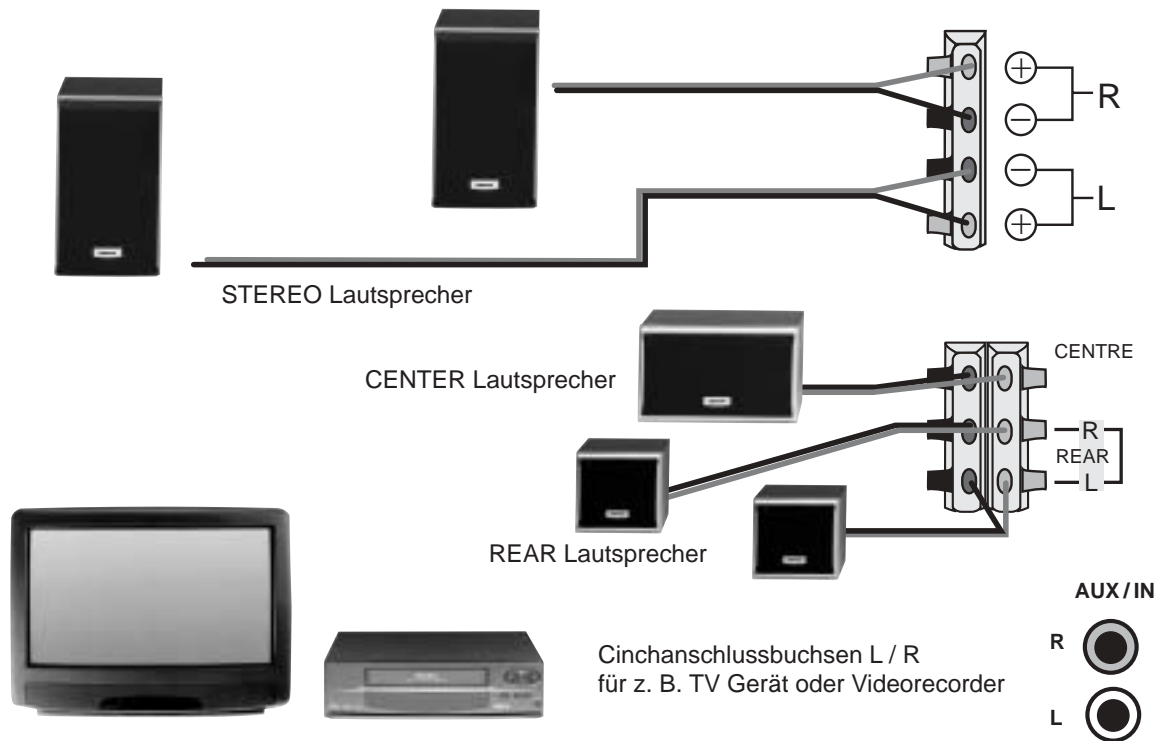 R
L
STEREO Lautsprecher
CENTRE
CENTER Lautsprecher
R
REAR
L
REAR Lautsprecher
AUX / IN
Cinchanschlussbuchsen L / R
für z. B. TV Gerät oder Videorecorder
R
L